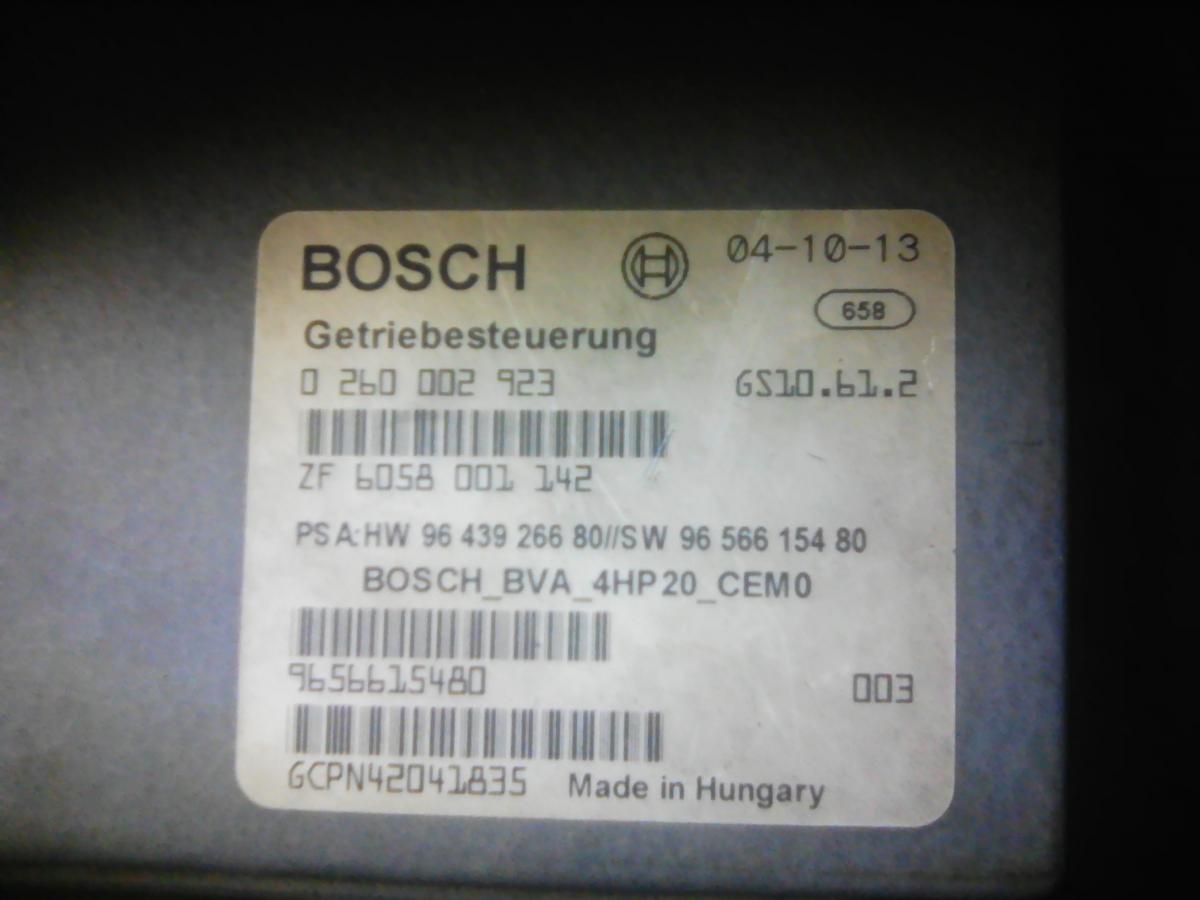 BOSCH 04-10-13
658
Getriebesteuerung
0 260 002 923 GS10.61.2
ZF 6058 001 142
PSA:HW 96 439 266 80//SW 96 566 154 80
BOSCH_BVA_4HP20_CEM0
9656615480 003
GCPN42041835 Made in Hungary